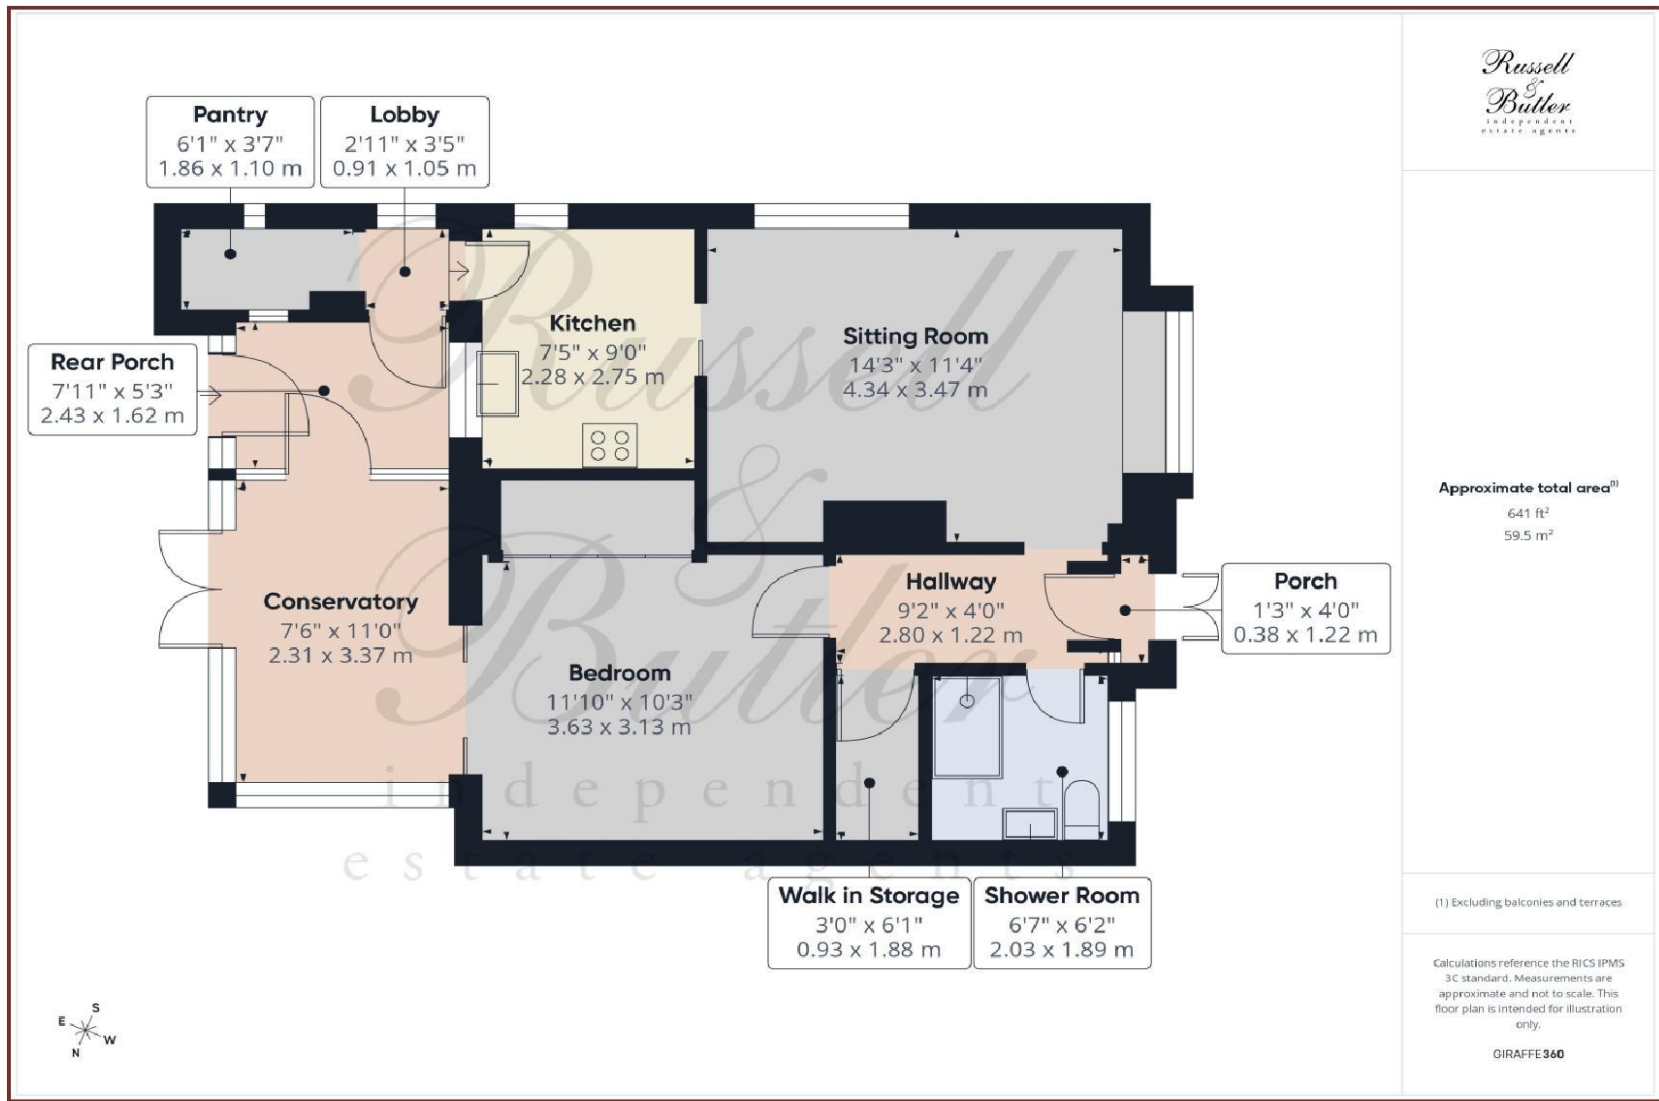 Pantry
6'1" x 3'7"
1.86 x 1.10 m
Lobby
2'11" x 3'5"
0.91 x 1.05 m
Rear Porch
7'11" x 5'3"
2.43 x 1.62 m
Kitchen
7'5" x 9'0"
2.28 x 2.75 m
Sitting Room
14'3" x 11'4"
4.34 x 3.47 m
Conservatory
7'6" x 11'0"
2.31 x 3.37 m
Bedroom
11'10" x 10'3"
3.63 x 3.13 m
Hallway
9'2" x 4'0"
2.80 x 1.22 m
Porch
1'3" x 4'0"
0.38 x 1.22 m
Walk in Storage
3'0" x 6'1"
0.93 x 1.88 m
Shower Room
6'7" x 6'2"
2.03 x 1.89 m
Russell
&
Butler
independent
estate agents
S
E
W
N
Russell
&
Butler
independent
estate agents
Approximate total area(1)
641 ft²
59.5 m²
(1) Excluding balconies and terraces
Calculations reference the RICS IPMS
3C standard. Measurements are
approximate and not to scale. This
floor plan is intended for illustration
only.
GIRAFFE360